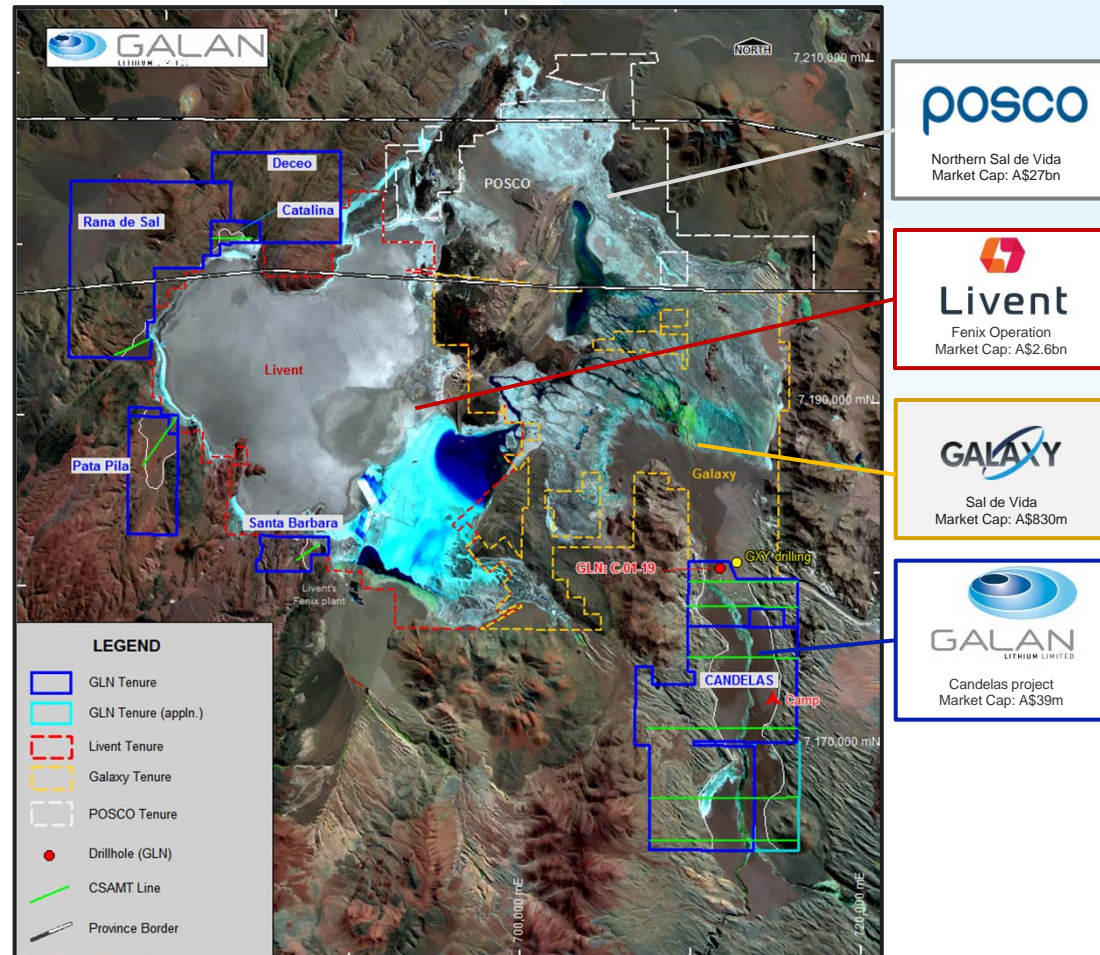 GALAN
LITHIUM LIMITED
NORTH
7,210,000 mN
Deceo
Catalina
Rana de Sal
POSCO
Livent
7,190,000 mN
Pata Pila
Galaxy
Santa Barbara
Livent's
Fenix plant
GLN: C-01-19
GXY drilling
CANDELAS
Camp
7,170,000 mN
700,000 mE
720,000 mE
LEGEND
GLN Tenure
GLN Tenure (appln.)
Livent Tenure
Galaxy Tenure
POSCO Tenure
Drillhole (GLN)
CSAMT Line
Province Border
posco
Northern Sal de Vida
Market Cap: A$27bn
Livent
Fenix Operation
Market Cap: A$2.6bn
GALAXY
Sal de Vida
Market Cap: A$830m
GALAN
LITHIUM LIMITED
Candelas project
Market Cap: A$39m